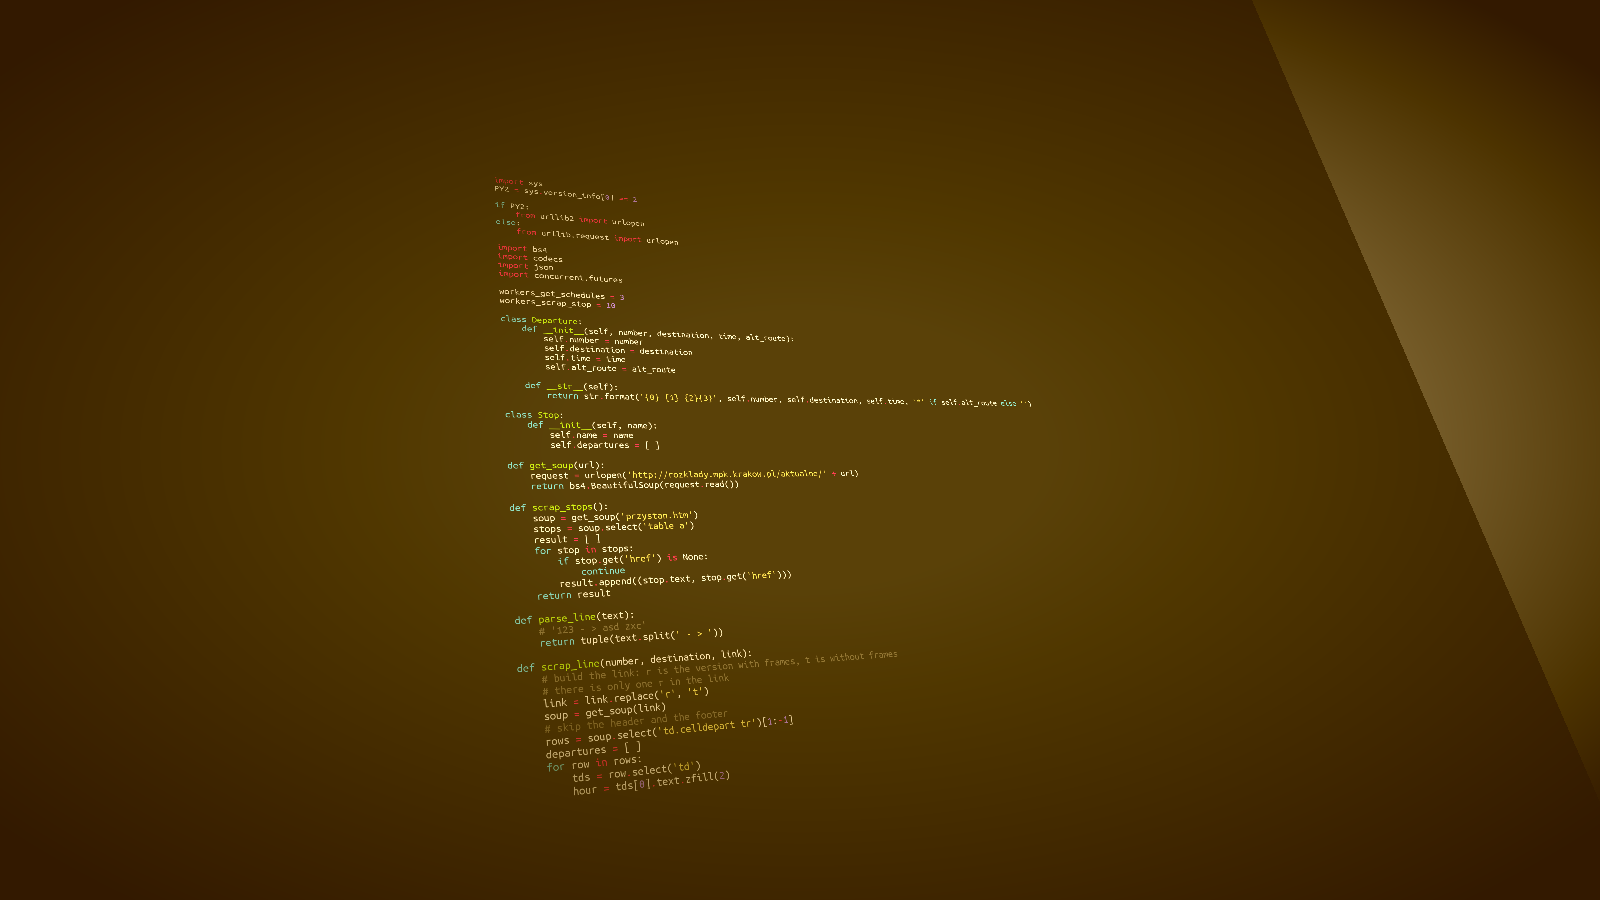 import sys
PY2 = sys.version_info[0] == 2
if PY2:
from urllib2 import urlopen
else:
from urllib.request import urlopen
import bs4
import codecs
import json
import concurrent.futures
workers_get_schedules = 3
workers_scrap_stop = 10
class Departure:
def __init__(self, number, destination, time, alt_route):
self.number = number
self.destination = destination
self.time = time
self.alt_route = alt_route
def __str__(self):
return str.format('{0} {1} {2}{3}', self.number, self.destination, self.time, '*' if self.alt_route else '')
class Stop:
def __init__(self, name):
self.name = name
self.departures = [ ]
def get_soup(url):
request = urlopen('http://rozklady.mpk.krakow.pl/aktualne/' + url)
return bs4.BeautifulSoup(request.read())
def scrap_stops():
soup = get_soup('przystan.htm')
stops = soup.select('table a')
result = [ ]
for stop in stops:
if stop.get('href') is None:
continue
result.append((stop.text, stop.get('href')))
return result
def parse_line(text):
# '123 - > asd zxc'
return tuple(text.split(' - > '))
def scrap_line(number, destination, link):
# build the link: r is the version with frames, t is without frames
# there is only one r in the link
link = link.replace('r', 't')
soup = get_soup(link)
# skip the header and the footer
rows = soup.select('td.celldepart tr')[1:-1]
departures = [ ]
for row in rows:
tds = row.select('td')
hour = tds[0].text.zfill(2)